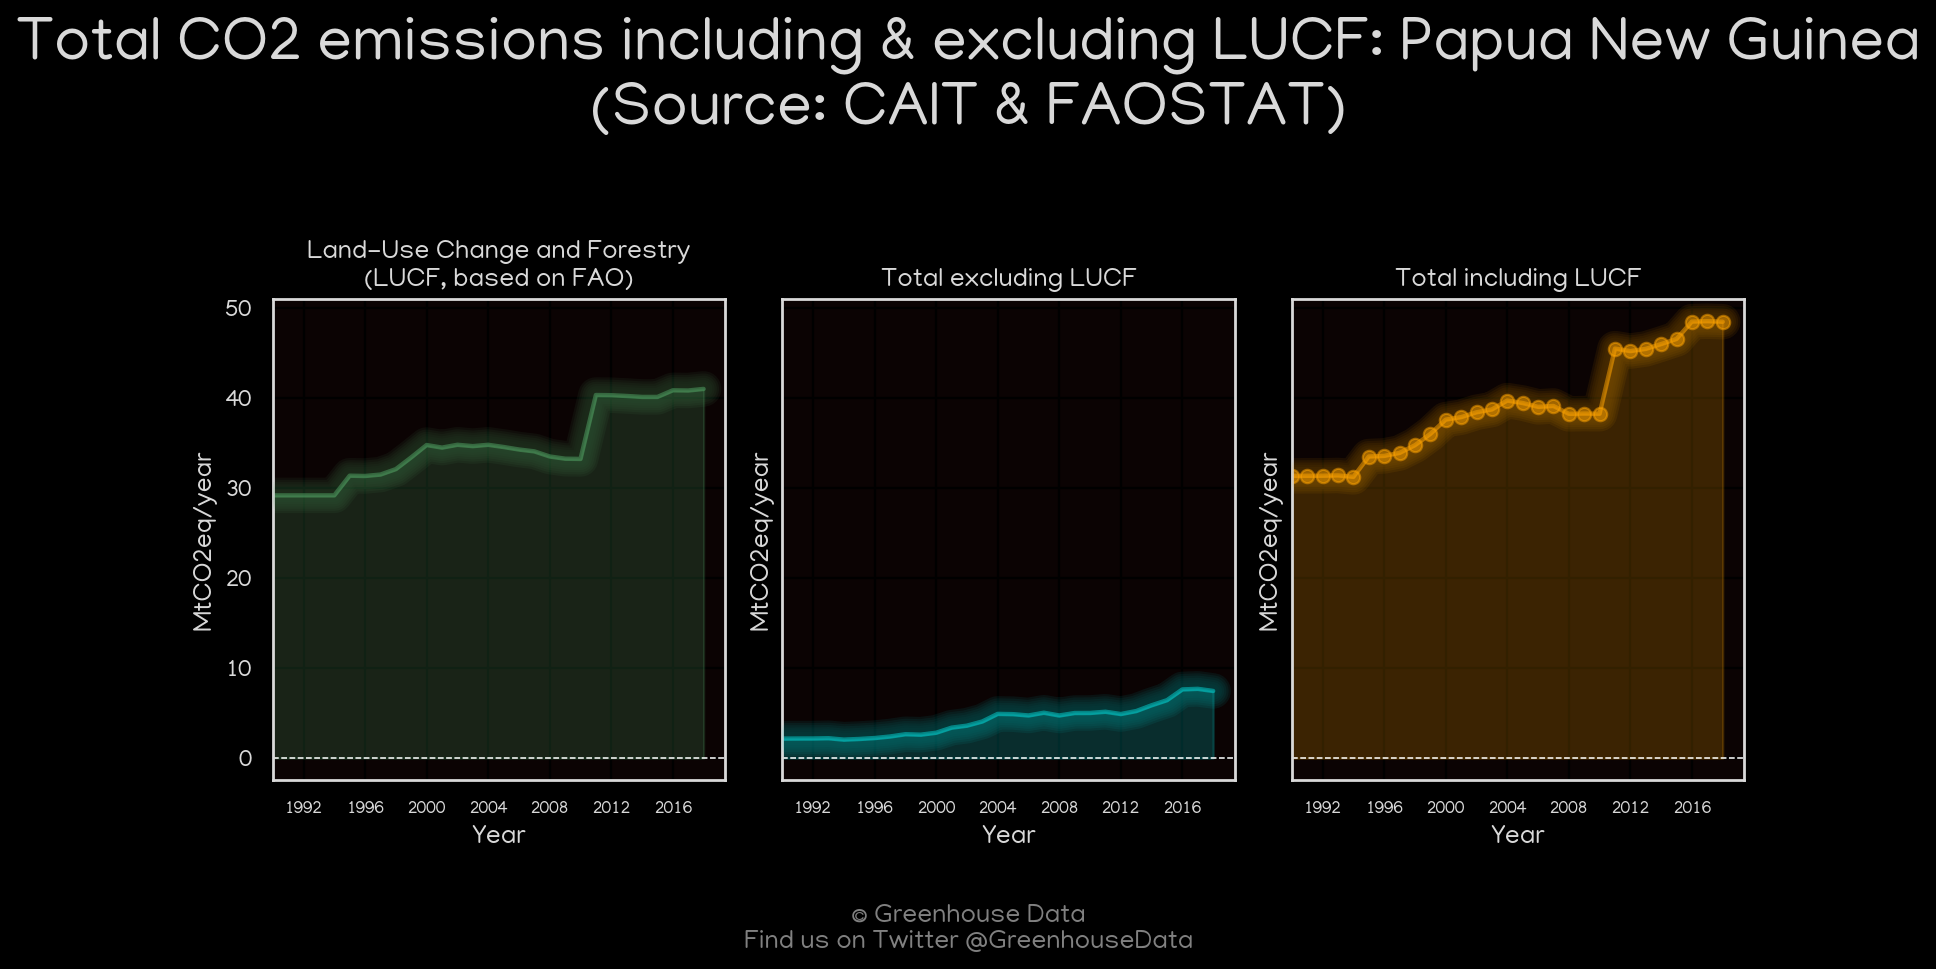 Total CO2 emissions including & excluding LUCF: Papua New Guinea
(Source: CAIT & FAOSTAT)
Land-Use Change and Forestry
(LUCF, based on FAO)
Total excluding LUCF
Total including LUCF
50
40
30
20
10
0
MtCO2eq/year
MtCO2eq/year
MtCO2eq/year
1992 1996 2000 2004 2008 2012 2016
1992 1996 2000 2004 2008 2012 2016
1992 1996 2000 2004 2008 2012 2016
Year
Year
Year
© Greenhouse Data
Find us on Twitter @GreenhouseData